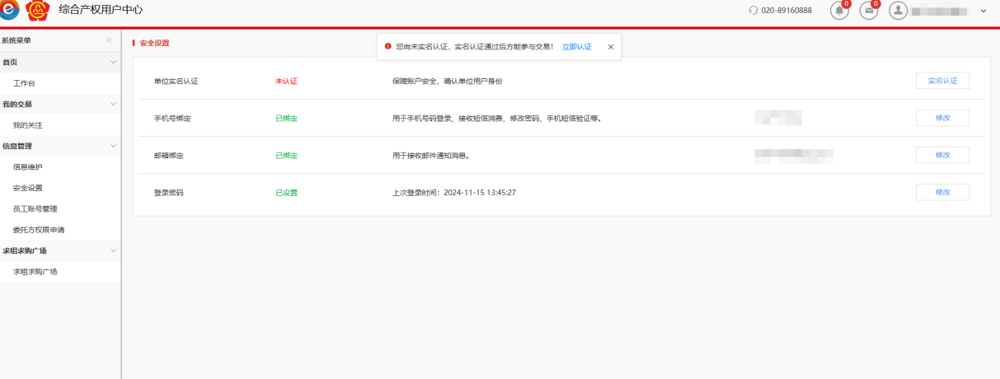 综合产权用户中心
020-89160888
0
0
系统菜单
首页
工作台
我的交易
我的关注
信息管理
信息维护
安全设置
员工账号管理
委托方权限申请
求租求购广场
求租求购广场
安全设置
您尚未实名认证，实名认证通过后方能参与交易！ 立即认证
单位实名认证 未认证 保障账户安全，确认单位用户身份 实名认证
手机号绑定 已绑定 用于手机号码登录、接收短信消费、修改密码、手机短信验证等。 修改
邮箱绑定 已绑定 用于接收邮件通知消息。 修改
登录密码 已设置 上次登录时间：2024-11-15 13:45:27 修改